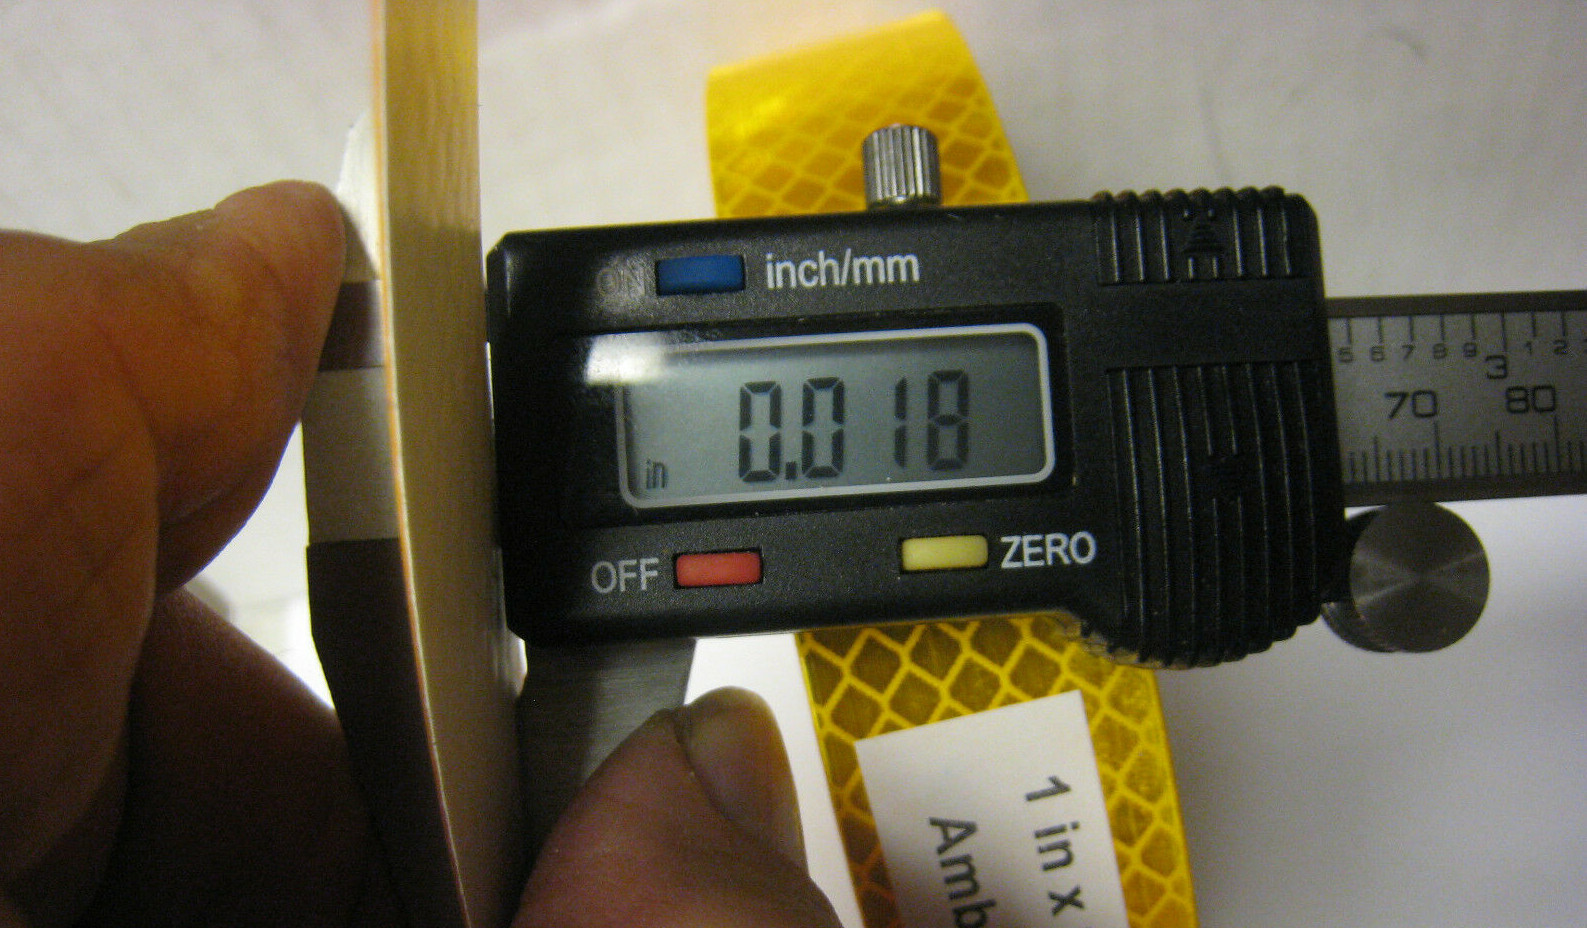 ON inch/mm
in 0.018
OFF ZERO
5 6 7 8 9 3 1 2
70 80
1 in x
Amb